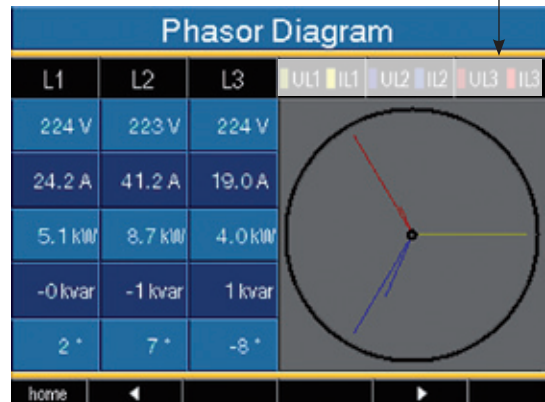 Phasor Diagram
L1 L2 L3 UL1 IL1 UL2 IL2 UL3 IL3
224 V 223 V 224 V
24.2 A 41.2 A 19.0 A
5.1 kW 8.7 kW 4.0 kW
-0 kvar -1 kvar 1 kvar
2 ° 7 ° -8 °
home